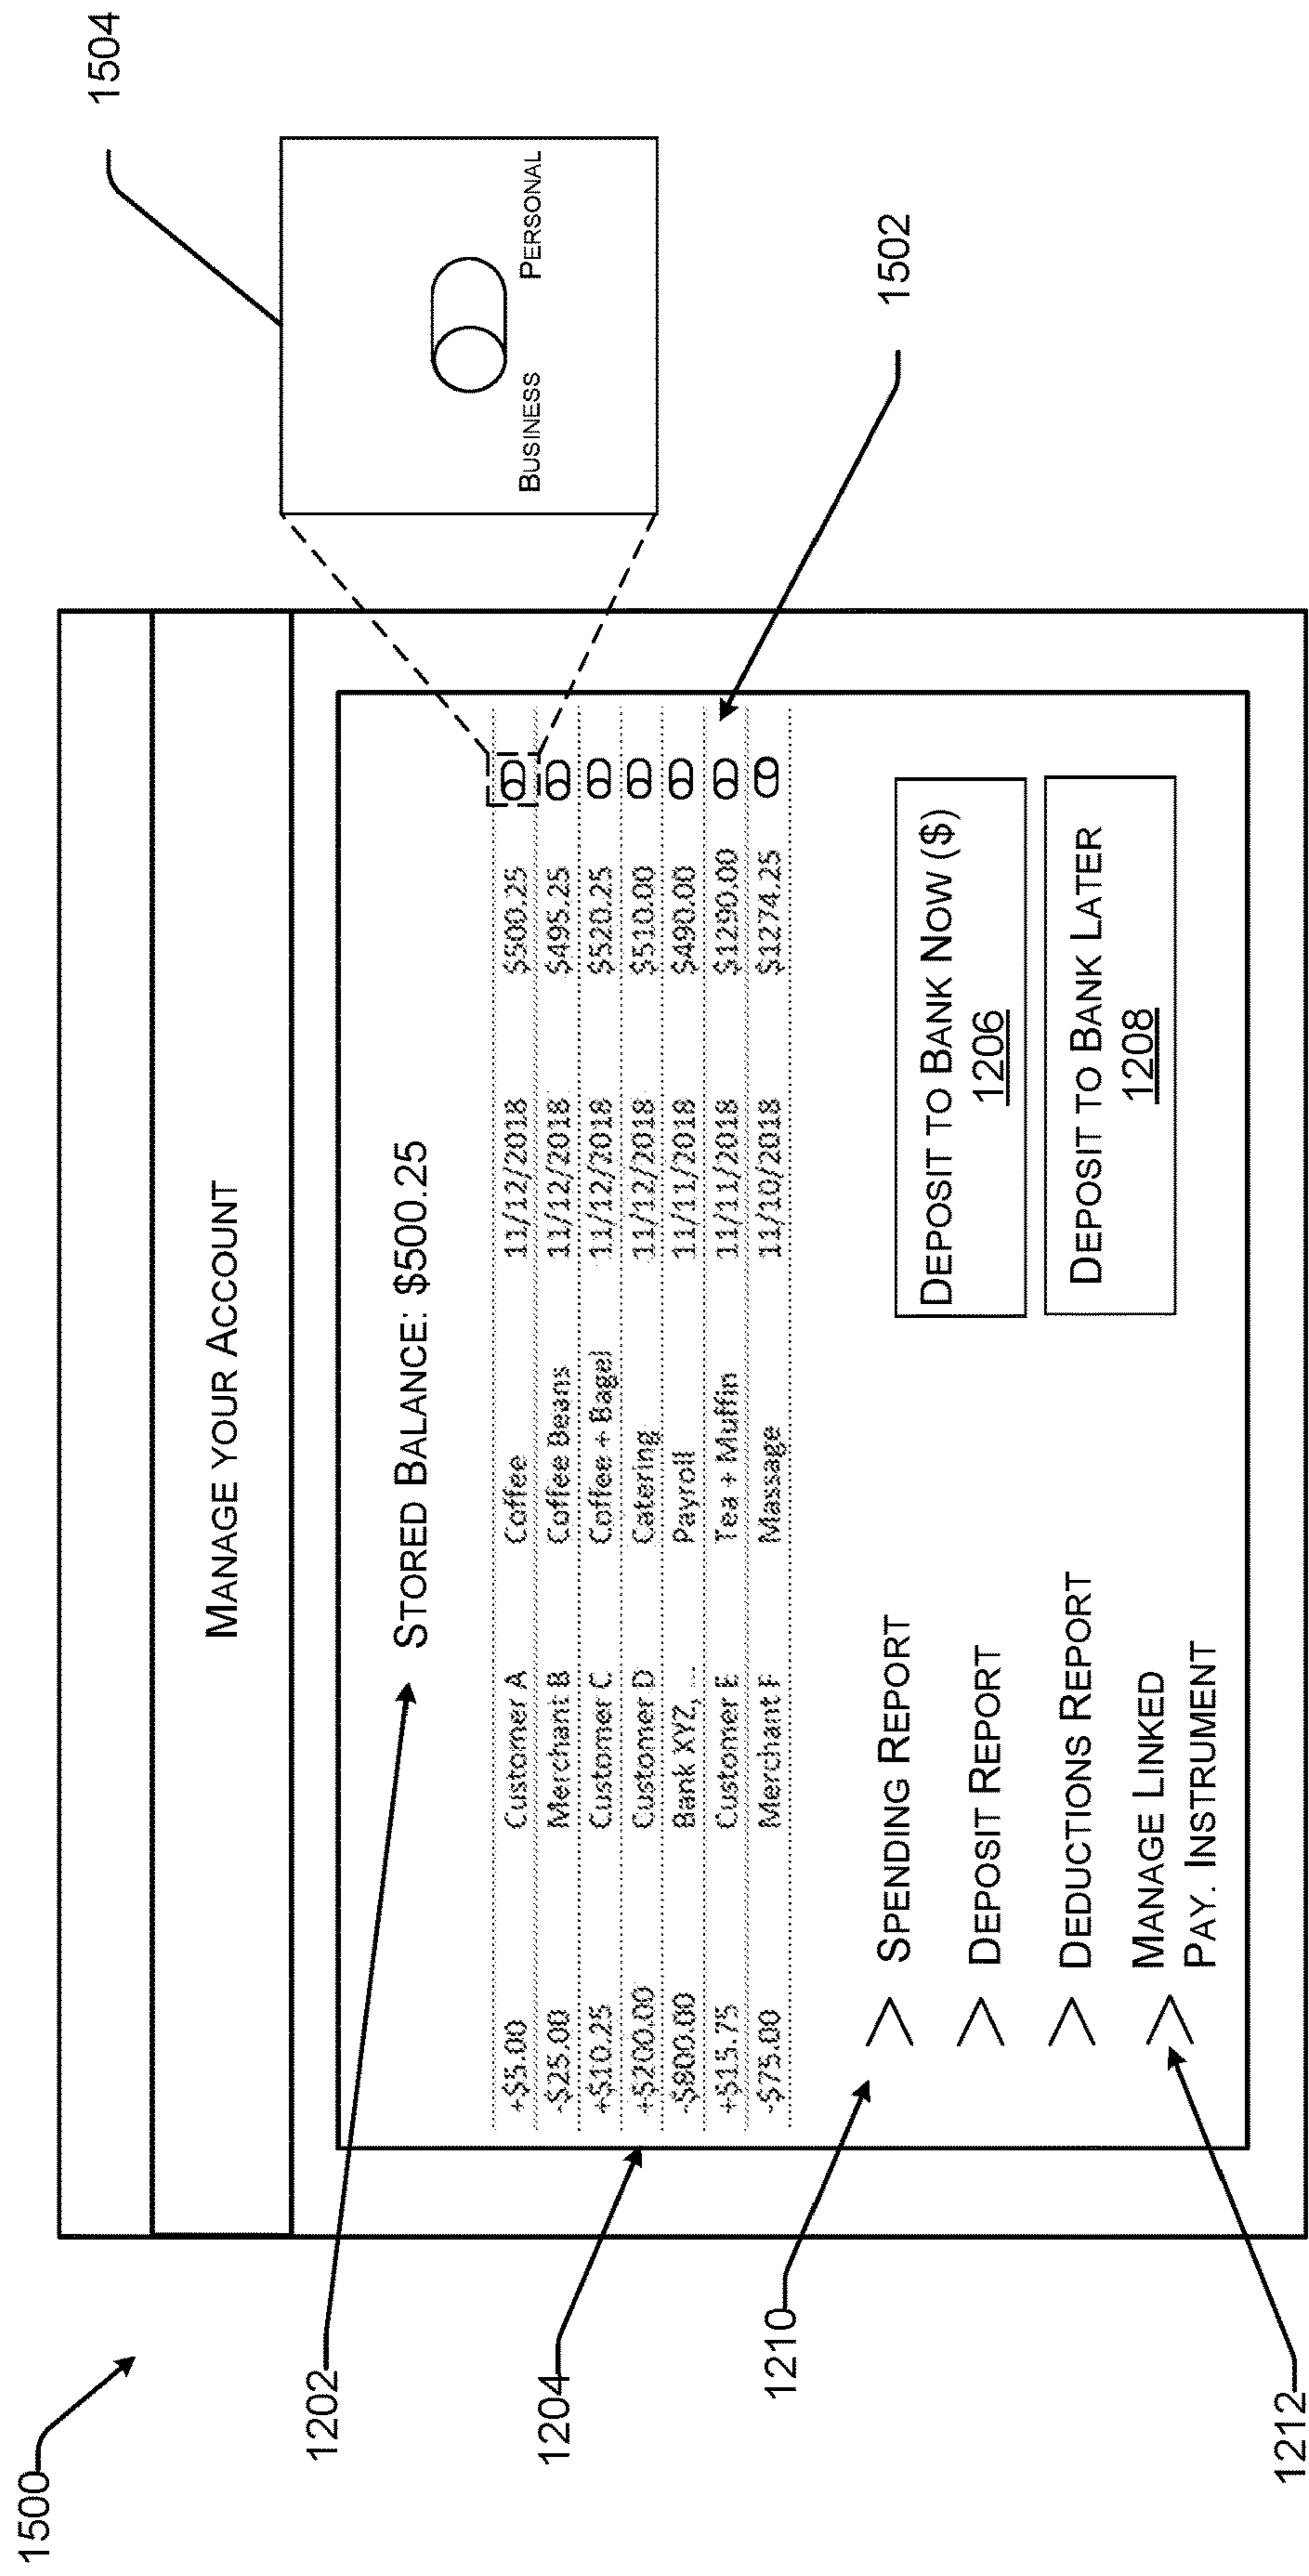 1500
MANAGE YOUR ACCOUNT
1202
STORED BALANCE: $500.25
1204
+$5.00 Customer A Coffee 11/12/2018 $500.25
-$25.00 Merchant B Coffee Beans 11/12/2018 $495.25
+$10.25 Customer C Coffee + Bagel 11/12/2018 $520.25
+$200.00 Customer D Catering 11/12/2018 $510.00
-$800.00 Bank XYZ, ... Payroll 11/11/2018 $490.00
+$15.75 Customer E Tea + Muffin 11/11/2018 $1290.00
-$75.00 Merchant F Massage 11/10/2018 $1274.25
1504
BUSINESS PERSONAL
1502
1210
SPENDING REPORT
DEPOSIT REPORT
DEDUCTIONS REPORT
MANAGE LINKED
PAY. INSTRUMENT
1212
DEPOSIT TO BANK NOW ($)
1206
DEPOSIT TO BANK LATER
1208